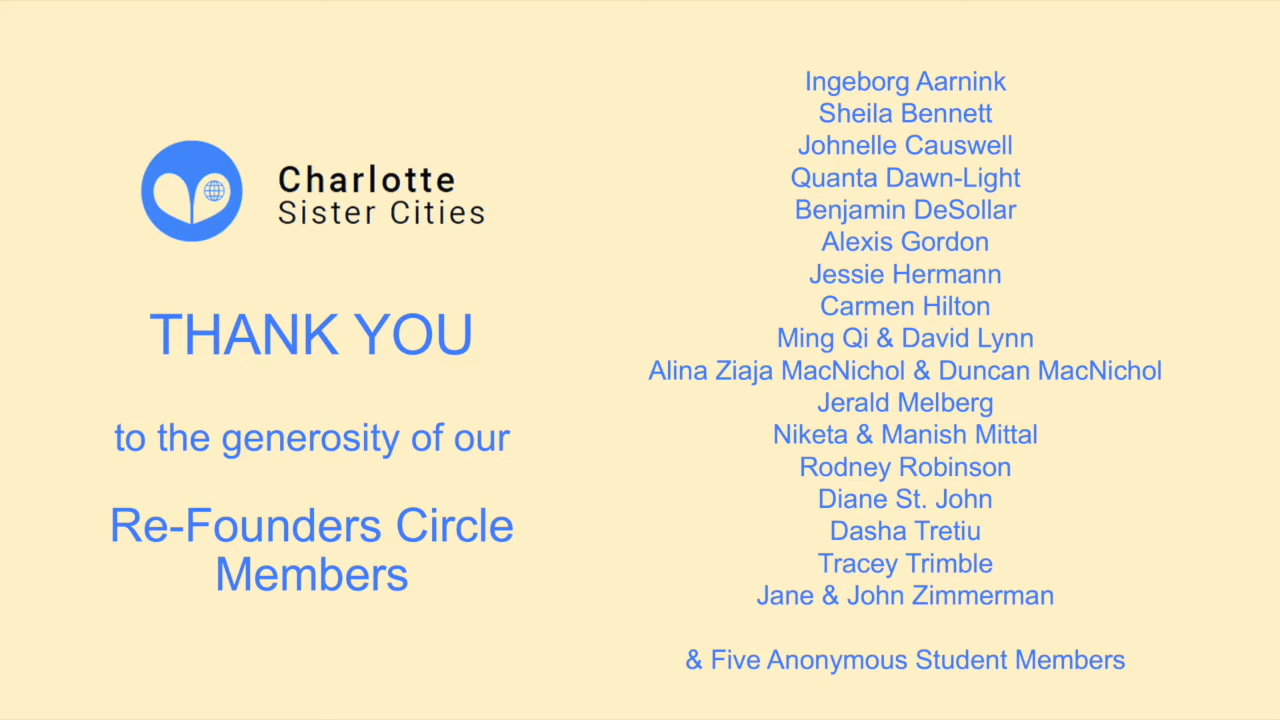 Charlotte
Sister Cities
THANK YOU
to the generosity of our
Re-Founders Circle
Members
Ingeborg Aarnink
Sheila Bennett
Johnelle Causwell
Quanta Dawn-Light
Benjamin DeSollar
Alexis Gordon
Jessie Hermann
Carmen Hilton
Ming Qi & David Lynn
Alina Ziaja MacNichol & Duncan MacNichol
Jerald Melberg
Niketa & Manish Mittal
Rodney Robinson
Diane St. John
Dasha Tretiu
Tracey Trimble
Jane & John Zimmerman
& Five Anonymous Student Members